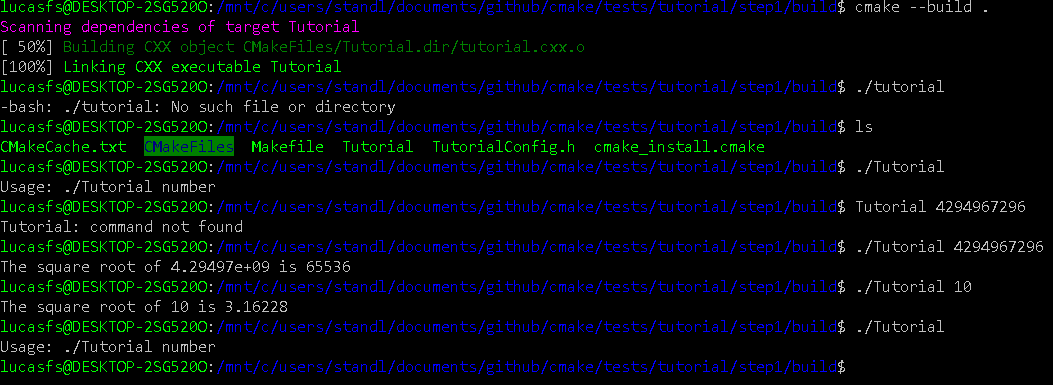 lucasfs@DESKTOP-2SG520O:/mnt/c/users/standl/documents/github/cmake/tests/tutorial/step1/build$ cmake --build .
Scanning dependencies of target Tutorial
[ 50%] Building CXX object CMakeFiles/Tutorial.dir/tutorial.cxx.o
[100%] Linking CXX executable Tutorial
lucasfs@DESKTOP-2SG520O:/mnt/c/users/standl/documents/github/cmake/tests/tutorial/step1/build$ ./tutorial
-bash: ./tutorial: No such file or directory
lucasfs@DESKTOP-2SG520O:/mnt/c/users/standl/documents/github/cmake/tests/tutorial/step1/build$ ls
CMakeCache.txt  CMakeFiles  Makefile  Tutorial  TutorialConfig.h  cmake_install.cmake
lucasfs@DESKTOP-2SG520O:/mnt/c/users/standl/documents/github/cmake/tests/tutorial/step1/build$ ./Tutorial
Usage: ./Tutorial number
lucasfs@DESKTOP-2SG520O:/mnt/c/users/standl/documents/github/cmake/tests/tutorial/step1/build$ Tutorial 4294967296
Tutorial: command not found
lucasfs@DESKTOP-2SG520O:/mnt/c/users/standl/documents/github/cmake/tests/tutorial/step1/build$ ./Tutorial 4294967296
The square root of 4.29497e+09 is 65536
lucasfs@DESKTOP-2SG520O:/mnt/c/users/standl/documents/github/cmake/tests/tutorial/step1/build$ ./Tutorial 10
The square root of 10 is 3.16228
lucasfs@DESKTOP-2SG520O:/mnt/c/users/standl/documents/github/cmake/tests/tutorial/step1/build$ ./Tutorial
Usage: ./Tutorial number
lucasfs@DESKTOP-2SG520O:/mnt/c/users/standl/documents/github/cmake/tests/tutorial/step1/build$